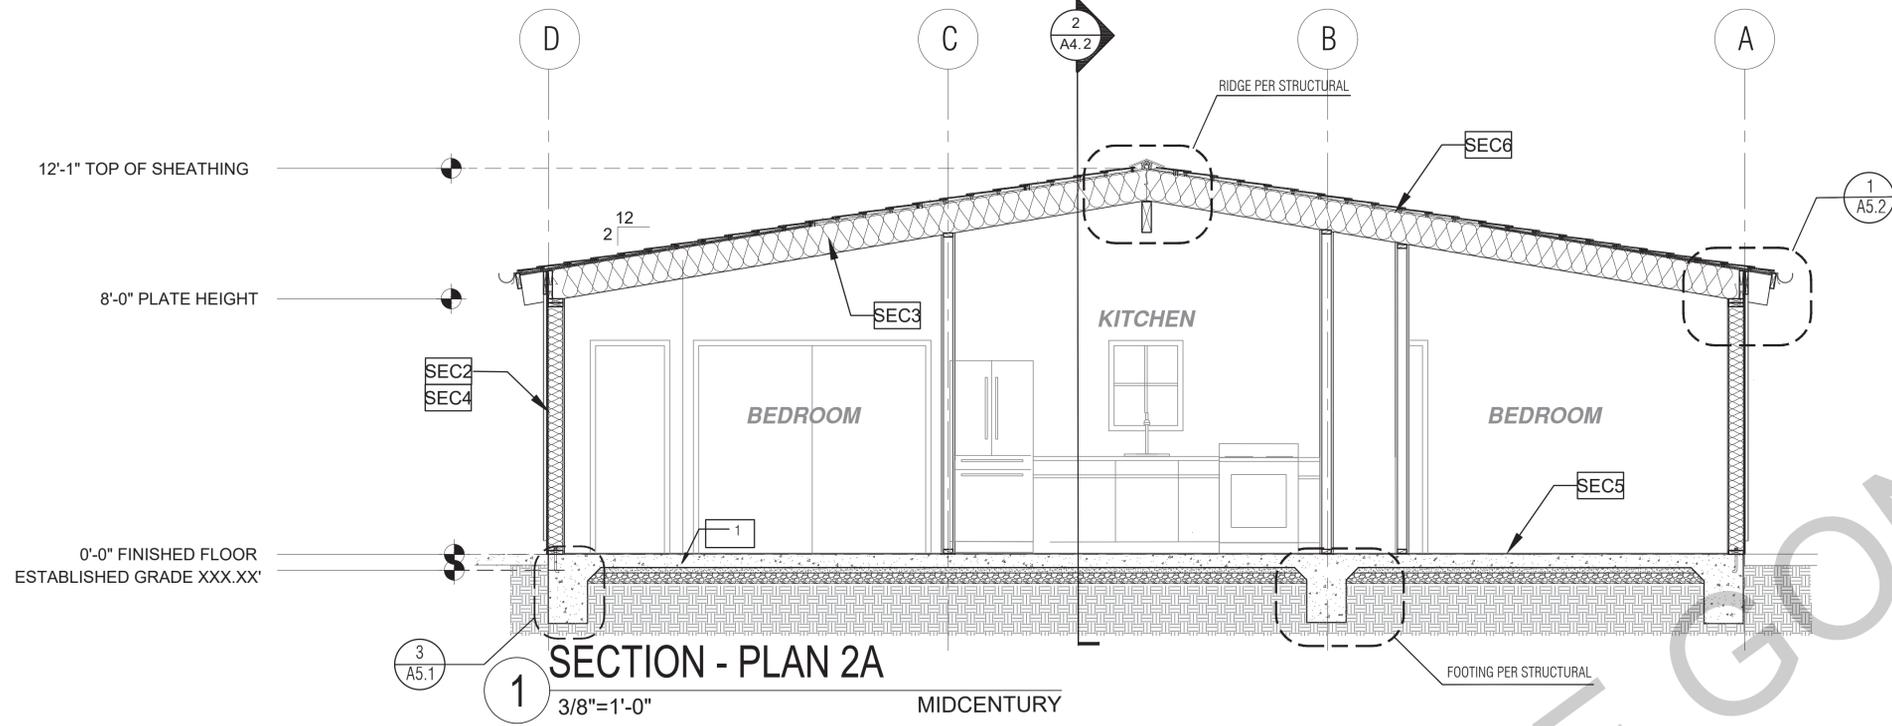 D
C
2
A4.2
B
A
RIDGE PER STRUCTURAL
SEC6
12'-1" TOP OF SHEATHING
1
A5.2
12
2
8'-0" PLATE HEIGHT
SEC3
KITCHEN
SEC2
SEC4
BEDROOM
BEDROOM
SEC5
1
0'-0" FINISHED FLOOR
ESTABLISHED GRADE XXX.XX'
3
A5.1
1
SECTION - PLAN 2A
FOOTING PER STRUCTURAL
3/8"=1'-0"
MIDCENTURY